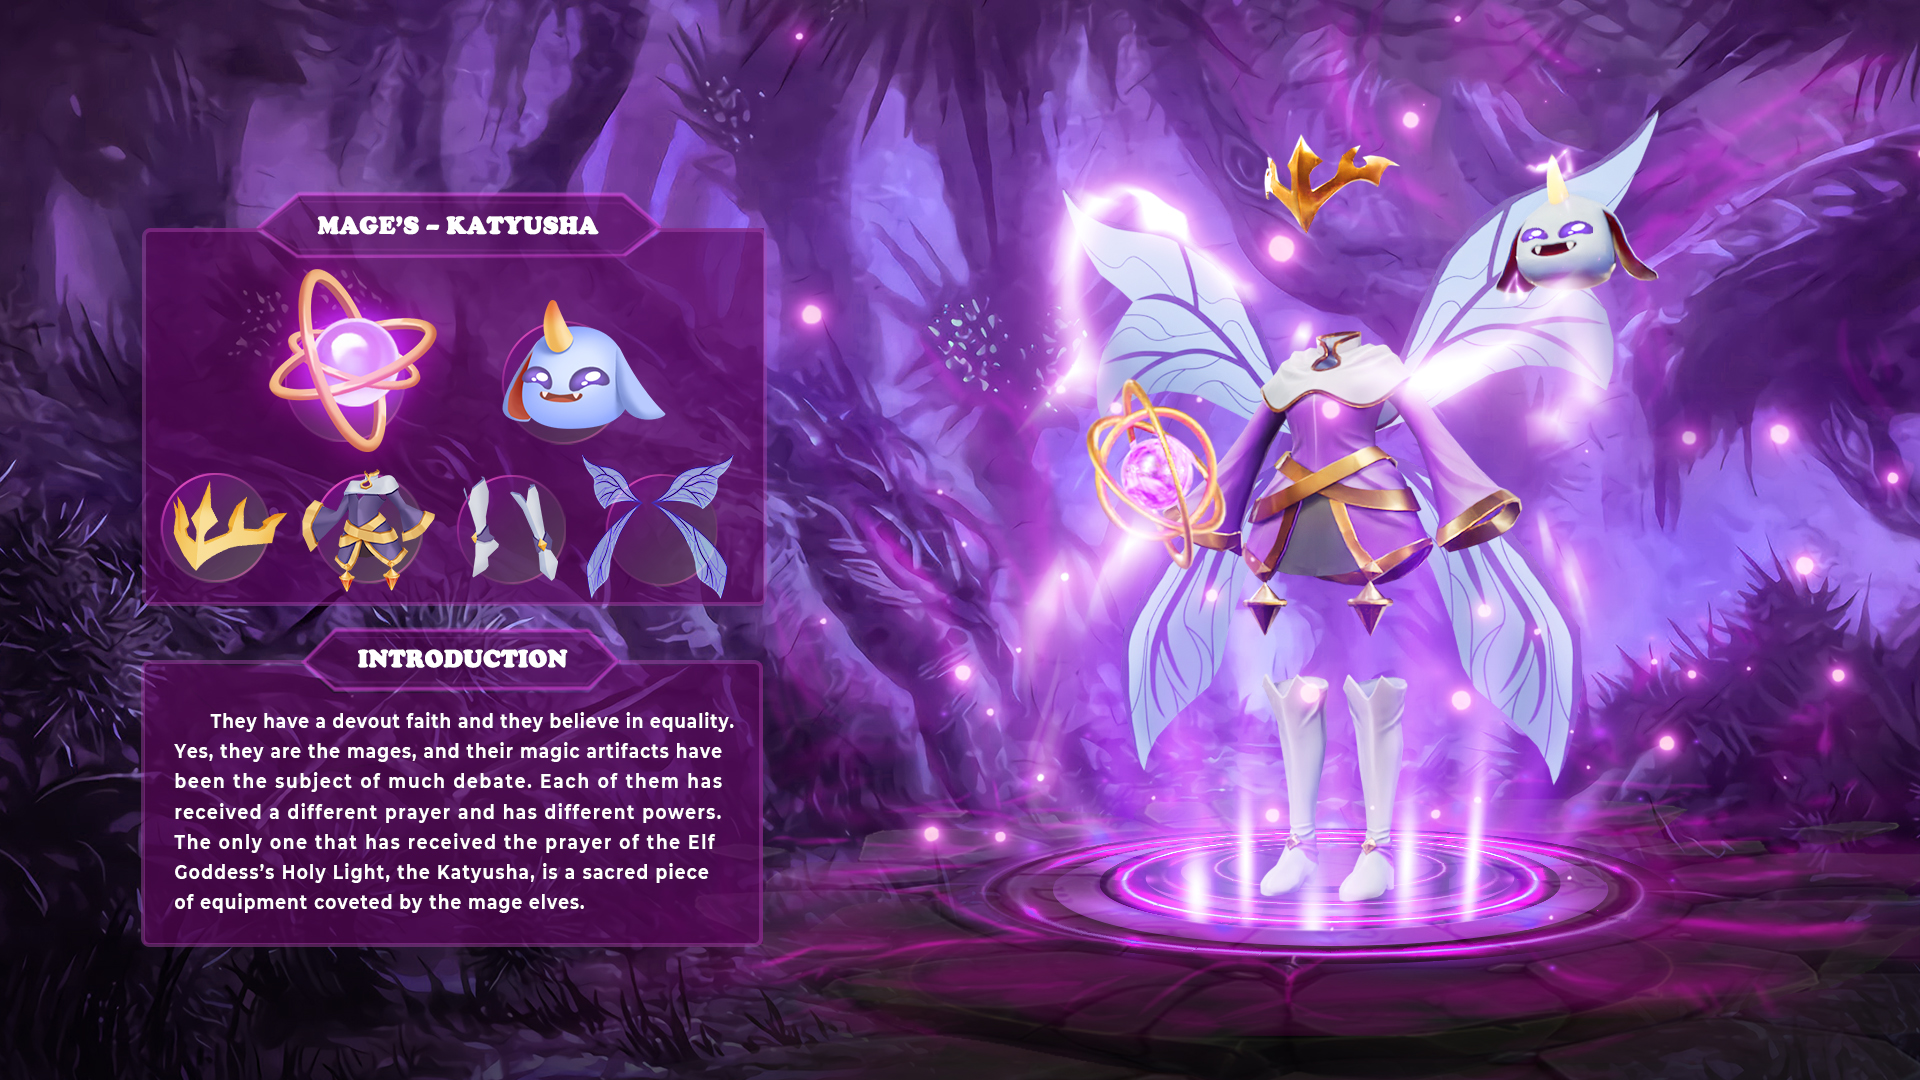 MAGE'S – KATYUSHA
INTRODUCTION
They have a devout faith and they believe in equality.
Yes, they are the mages, and their magic artifacts have
been the subject of much debate. Each of them has
received a different prayer and has different powers.
The only one that has received the prayer of the Elf
Goddess's Holy Light, the Katyusha, is a sacred piece
of equipment coveted by the mage elves.